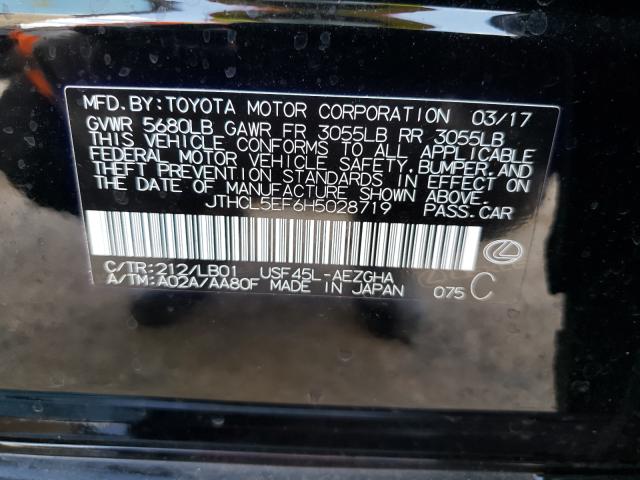 MFD. BY: TOYOTA MOTOR CORPORATION 03/17
GVWR 5680LB GAWR FR 3055LB RR 3055LB
THIS VEHICLE CONFORMS TO ALL APPLICABLE
FEDERAL MOTOR VEHICLE SAFETY, BUMPER, AND
THEFT PREVENTION STANDARDS IN EFFECT ON
THE DATE OF MANUFACTURE SHOWN ABOVE.
JTHCL5EF6H5028719 PASS. CAR
C/TR: 212/LB01 USF45L-AEZGHA
A/TM: A02A/AA80F MADE IN JAPAN 075 C